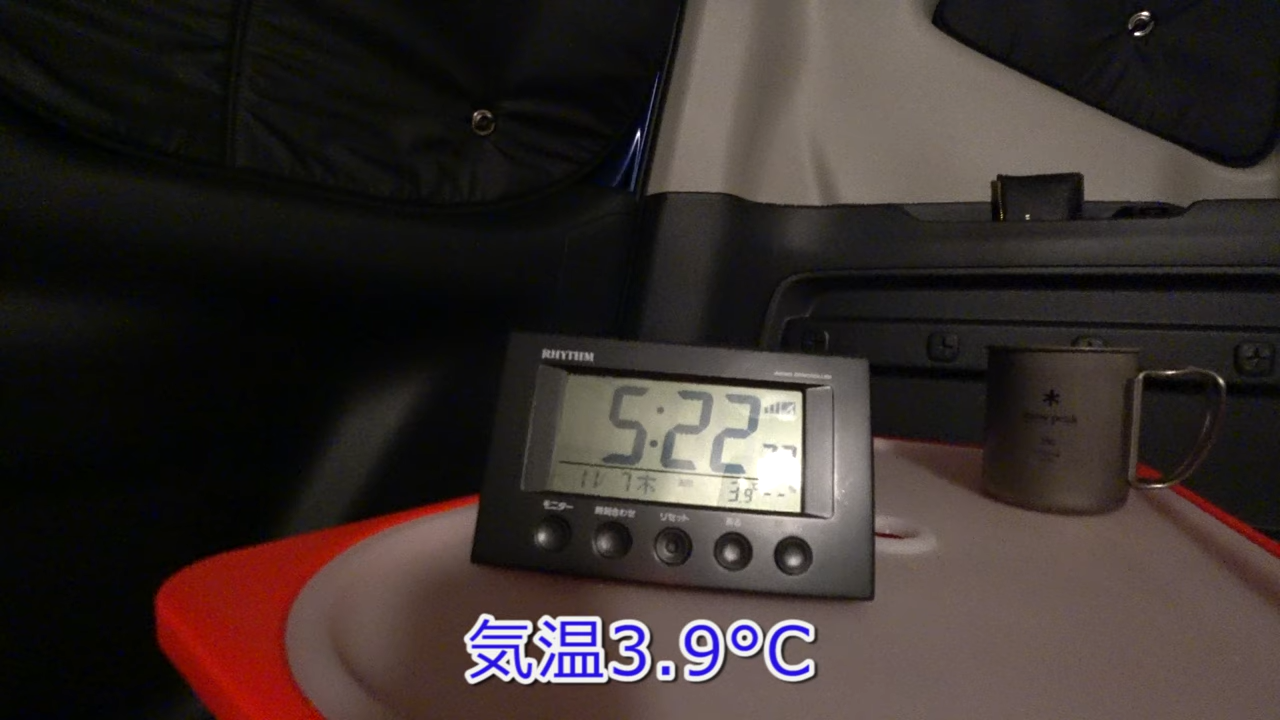 RHYTHM
5:22
11/7木
3.9
モニター
時刻合わせ
リセット
snow peak
気温3.9°C